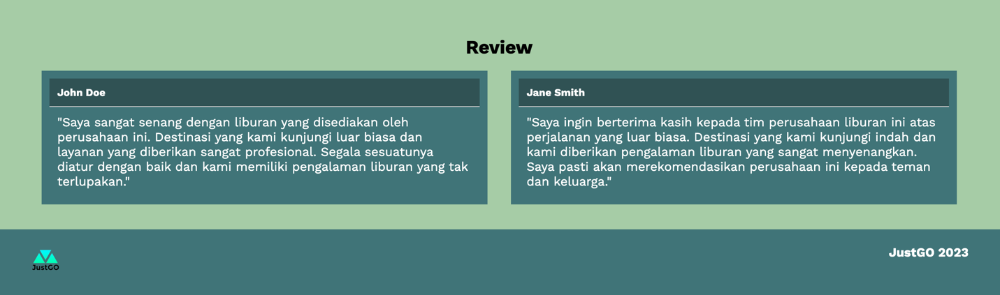 Review
John Doe
"Saya sangat senang dengan liburan yang disediakan oleh
perusahaan ini. Destinasi yang kami kunjungi luar biasa dan
layanan yang diberikan sangat profesional. Segala sesuatunya
diatur dengan baik dan kami memiliki pengalaman liburan yang tak
terlupakan."
Jane Smith
"Saya ingin berterima kasih kepada tim perusahaan liburan ini atas
perjalanan yang luar biasa. Destinasi yang kami kunjungi indah dan
kami diberikan pengalaman liburan yang sangat menyenangkan.
Saya pasti akan merekomendasikan perusahaan ini kepada teman
dan keluarga."
JustGO
JustGO 2023